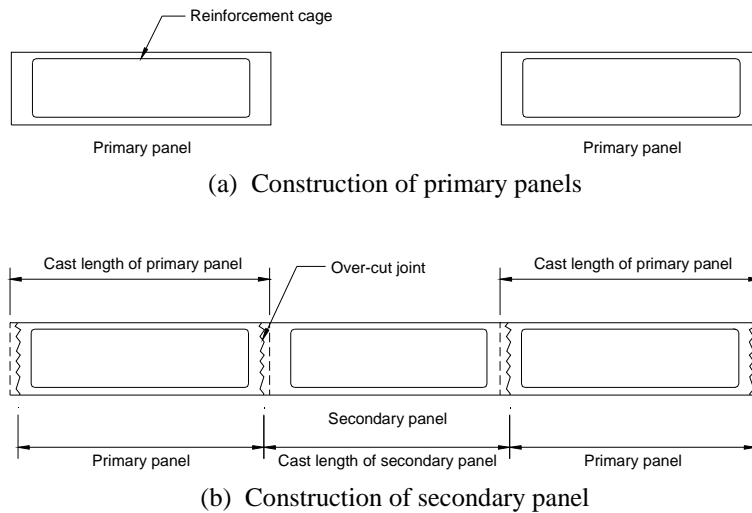 Reinforcement cage
Primary panel Primary panel
(a) Construction of primary panels
Cast length of primary panel Over-cut joint Cast length of primary panel
Secondary panel
Primary panel Cast length of secondary panel Primary panel
(b) Construction of secondary panel